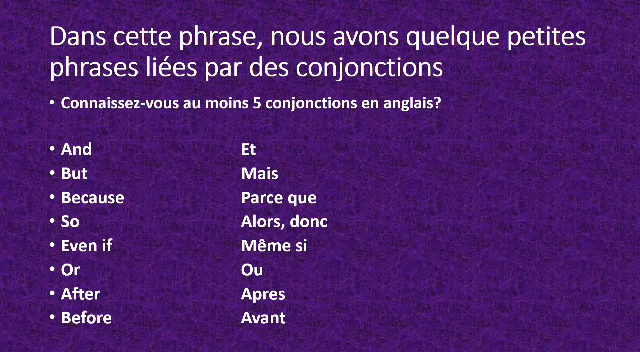 Dans cette phrase, nous avons quelque petites
phrases liées par des conjonctions
• Connaissez-vous au moins 5 conjonctions en anglais?
• And Et
• But Mais
• Because Parce que
• So Alors, donc
• Even if Même si
• Or Ou
• After Apres
• Before Avant